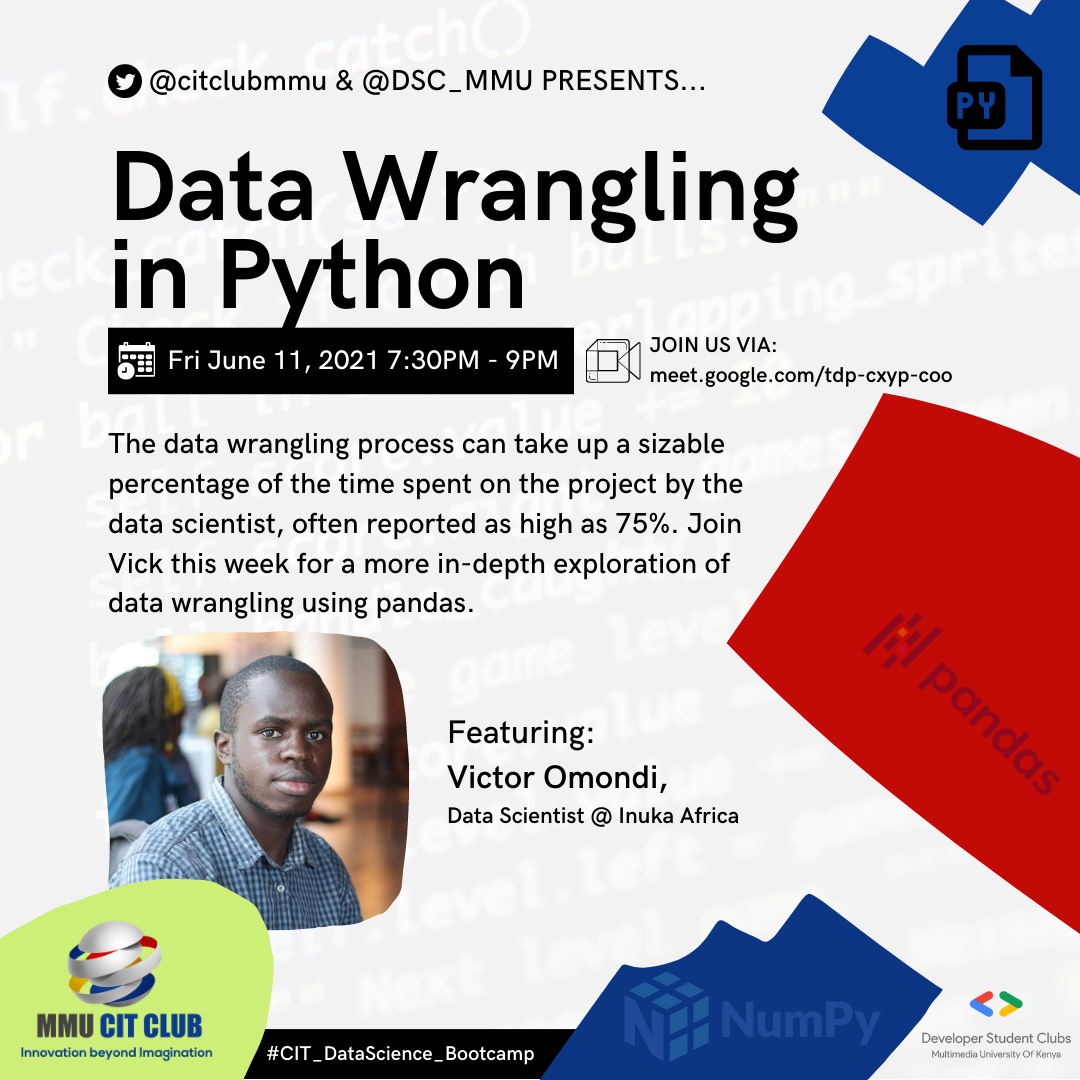 @citclubmmu & @DSC_MMU PRESENTS...
PY
Data Wrangling
in Python
Fri June 11, 2021 7:30PM - 9PM
JOIN US VIA:
meet.google.com/tdp-cxyp-coo
The data wrangling process can take up a sizable
percentage of the time spent on the project by the
data scientist, often reported as high as 75%. Join
Vick this week for a more in-depth exploration of
data wrangling using pandas.
pandas
Featuring:
Victor Omondi,
Data Scientist @ Inuka Africa
MMU CIT CLUB
Innovation beyond Imagination
#CIT_DataScience_Bootcamp
NumPy
Developer Student Clubs
Multimedia University Of Kenya